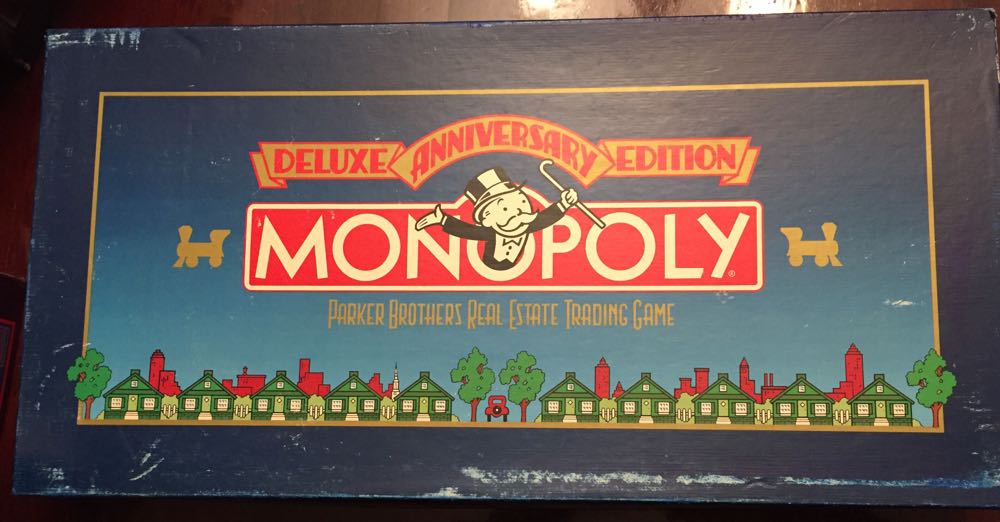 DELUXE ANNIVERSARY EDITION
MONOPOLY®
PARKER BROTHERS REAL ESTATE TRADING GAME